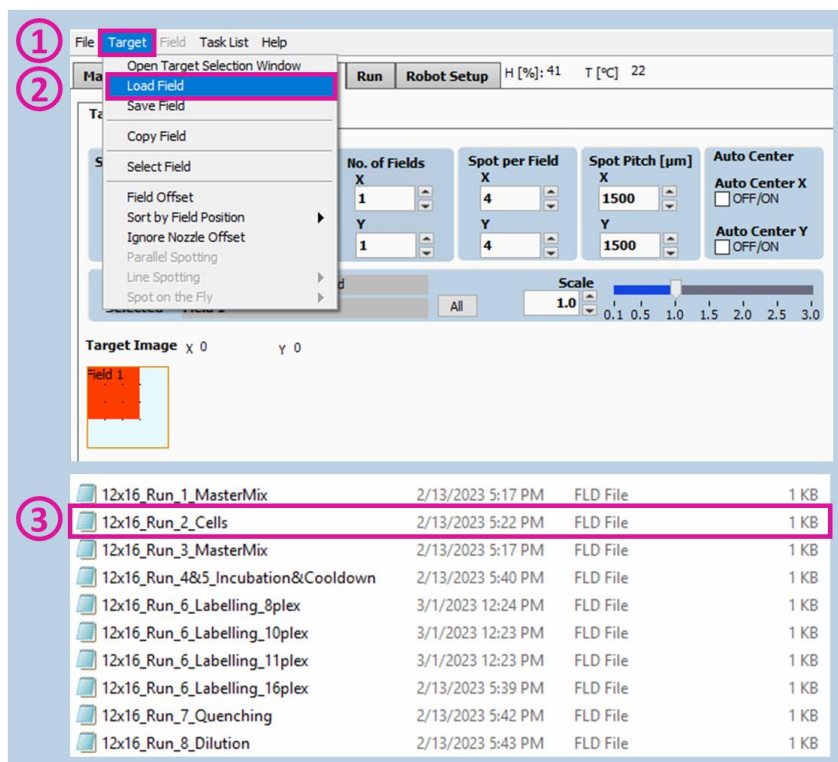 1
File Target Field Task List Help
2
Ma Run Robot Setup H [%]: 41 T [°C] 22
Open Target Selection Window
Load Field
Save Field
Copy Field
Select Field
Field Offset
Sort by Field Position
Ignore Nozzle Offset
Parallel Spotting
Line Spotting
Spot on the Fly
Ta
S
No. of Fields
X
1
Y
1
Spot per Field
X
4
Y
4
Spot Pitch [µm]
X
1500
Y
1500
Auto Center
Auto Center X
OFF/ON
Auto Center Y
OFF/ON
d
Selected Field 1
All
Scale
1.0
0.1 0.5 1.0 1.5 2.0 2.5 3.0
Target Image X 0 Y 0
Field 1
12x16_Run_1_MasterMix 2/13/2023 5:17 PM FLD File 1 KB
3
12x16_Run_2_Cells 2/13/2023 5:22 PM FLD File 1 KB
12x16_Run_3_MasterMix 2/13/2023 5:17 PM FLD File 1 KB
12x16_Run_4&5_Incubation&Cooldown 2/13/2023 5:40 PM FLD File 1 KB
12x16_Run_6_Labelling_8plex 3/1/2023 12:24 PM FLD File 1 KB
12x16_Run_6_Labelling_10plex 3/1/2023 12:23 PM FLD File 1 KB
12x16_Run_6_Labelling_11plex 3/1/2023 12:23 PM FLD File 1 KB
12x16_Run_6_Labelling_16plex 2/13/2023 5:39 PM FLD File 1 KB
12x16_Run_7_Quenching 2/13/2023 5:42 PM FLD File 1 KB
12x16_Run_8_Dilution 2/13/2023 5:43 PM FLD File 1 KB